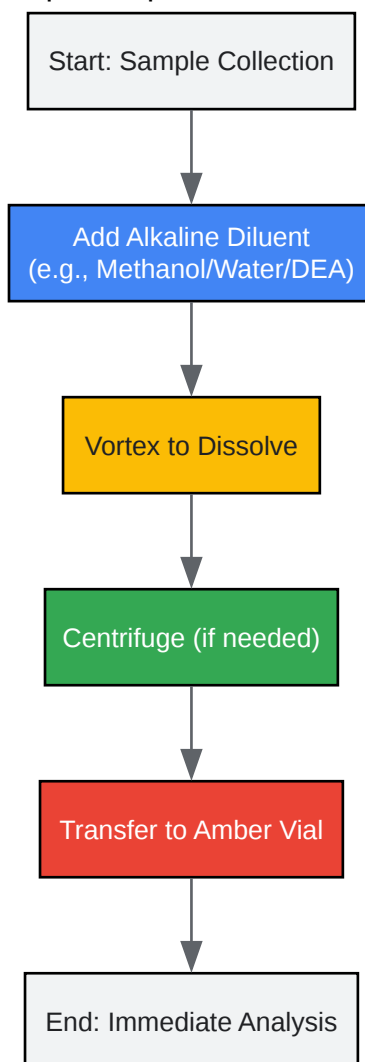 Start: Sample Collection
Add Alkaline Diluent
(e.g., Methanol/Water/DEA)
Vortex to Dissolve
Centrifuge (if needed)
Transfer to Amber Vial
End: Immediate Analysis